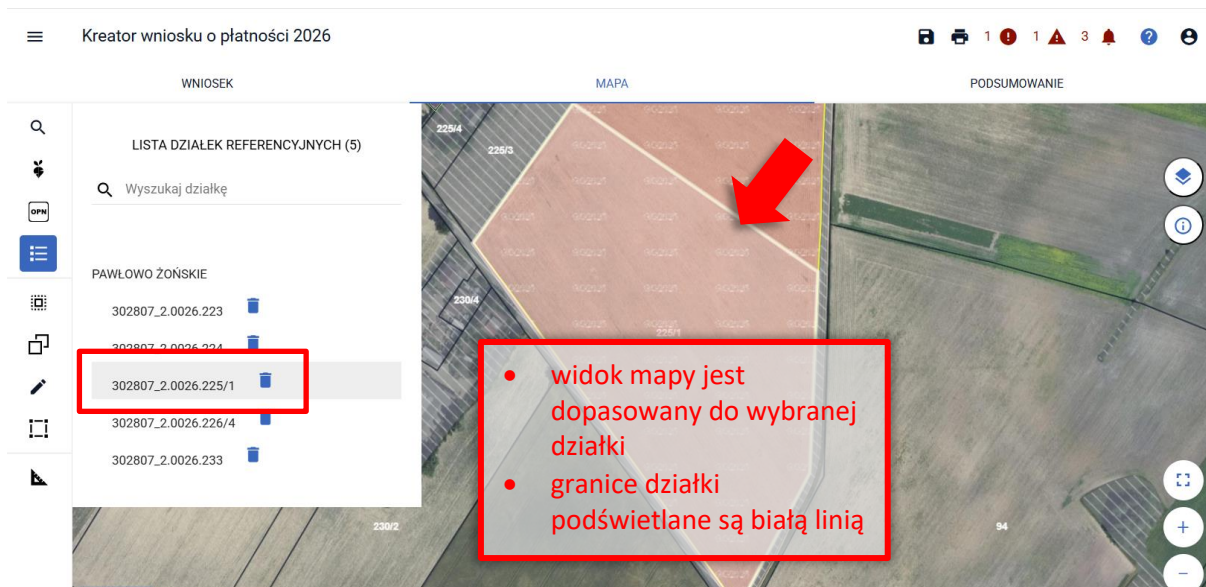 Kreator wniosku o płatności 2026
1 1 3
WNIOSEK MAPA PODSUMOWANIE
LISTA DZIAŁEK REFERENCYJNYCH (5)
Wyszukaj działkę
OPN
PAWŁOWO ŻOŃSKIE
302807_2.0026.223
302807_2.0026.224
302807_2.0026.225/1
302807_2.0026.226/4
302807_2.0026.233
225/4
225/3
230/4
225/1
230/2
94
• widok mapy jest
dopasowany do wybranej
działki
• granice działki
podświetlane są białą linią